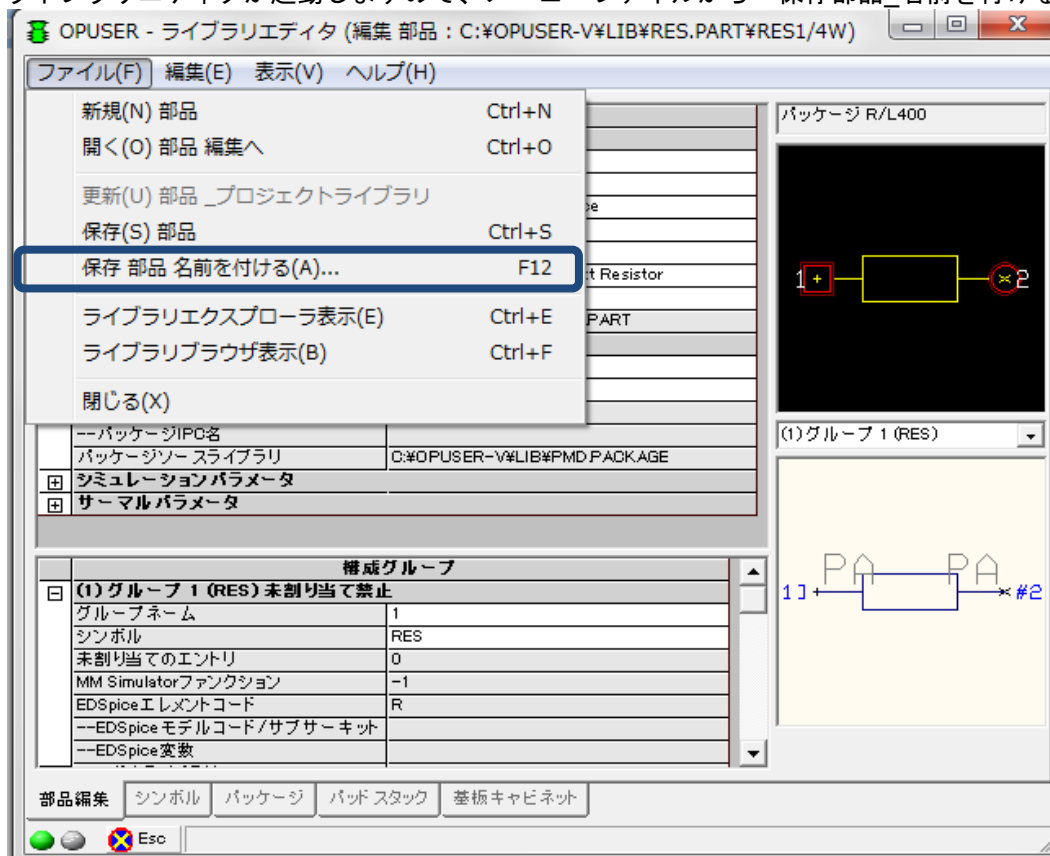 OPUSER - ライブラリエディタ (編集 部品 : C:¥OPUSER-V¥LIB¥RES.PART¥RES1/4W)
ファイル(F) 編集(E) 表示(V) ヘルプ(H)
新規(N) 部品 Ctrl+N
開く(O) 部品 編集へ Ctrl+O
更新(U) 部品 _プロジェクトライブラリ
保存(S) 部品 Ctrl+S
保存 部品 名前を付ける(A)... F12
ライブラリエクスプローラ表示(E) Ctrl+E
ライブラリブラウザ表示(B) Ctrl+F
閉じる(X)
Resistor
PART
--パッケージIPC名
パッケージソースライブラリ C:¥OPUSER-V¥LIB¥PMD.PACKAGE
シミュレーションパラメータ
サーマルパラメータ
構成グループ
(1) グループ 1 (RES) 未割り当て禁止
グループネーム 1
シンボル RES
未割り当てのエントリ 0
MM Simulatorファンクション -1
EDSpiceエレメントコード R
--EDSpiceモデルコード/サブサーキット
--EDSpice変数
パッケージ R/L400
1 2
(1)グループ 1 (RES)
PA PA
1] #2
部品編集 シンボル パッケージ パッドスタック 基板キャビネット
Esc